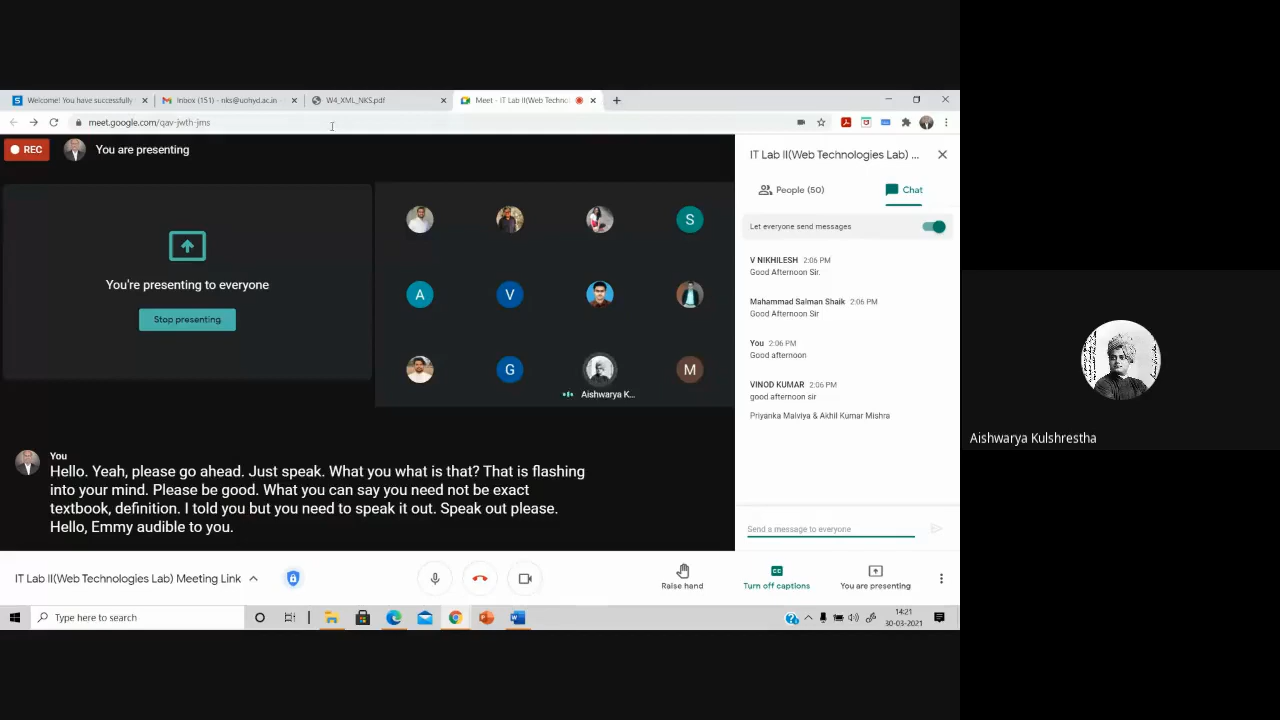 Welcome! You have successfully
Inbox (151) - nks@uohyd.ac.in -
W4_XML_NKS.pdf
Meet - IT Lab II(Web Technolo
meet.google.com/qav-jwth-jms
REC
You are presenting
IT Lab II(Web Technologies Lab) ...
People (50)
Chat
Let everyone send messages
S
A
V
G
M
You're presenting to everyone
Stop presenting
Aishwarya K...
V NIKHILESH 2:06 PM
Good Afternoon Sir.
Mahammad Salman Shaik 2:06 PM
Good Afternoon Sir
You 2:06 PM
Good afternoon
VINOD KUMAR 2:06 PM
good afternoon sir
Priyanka Malviya & Akhil Kumar Mishra
Aishwarya Kulshrestha
You
Hello. Yeah, please go ahead. Just speak. What you what is that? That is flashing
into your mind. Please be good. What you can say you need not be exact
textbook, definition. I told you but you need to speak it out. Speak out please.
Hello, Emmy audible to you.
Send a message to everyone
IT Lab II(Web Technologies Lab) Meeting Link
Raise hand
CC
Turn off captions
You are presenting
Type here to search
14:21
30-03-2021